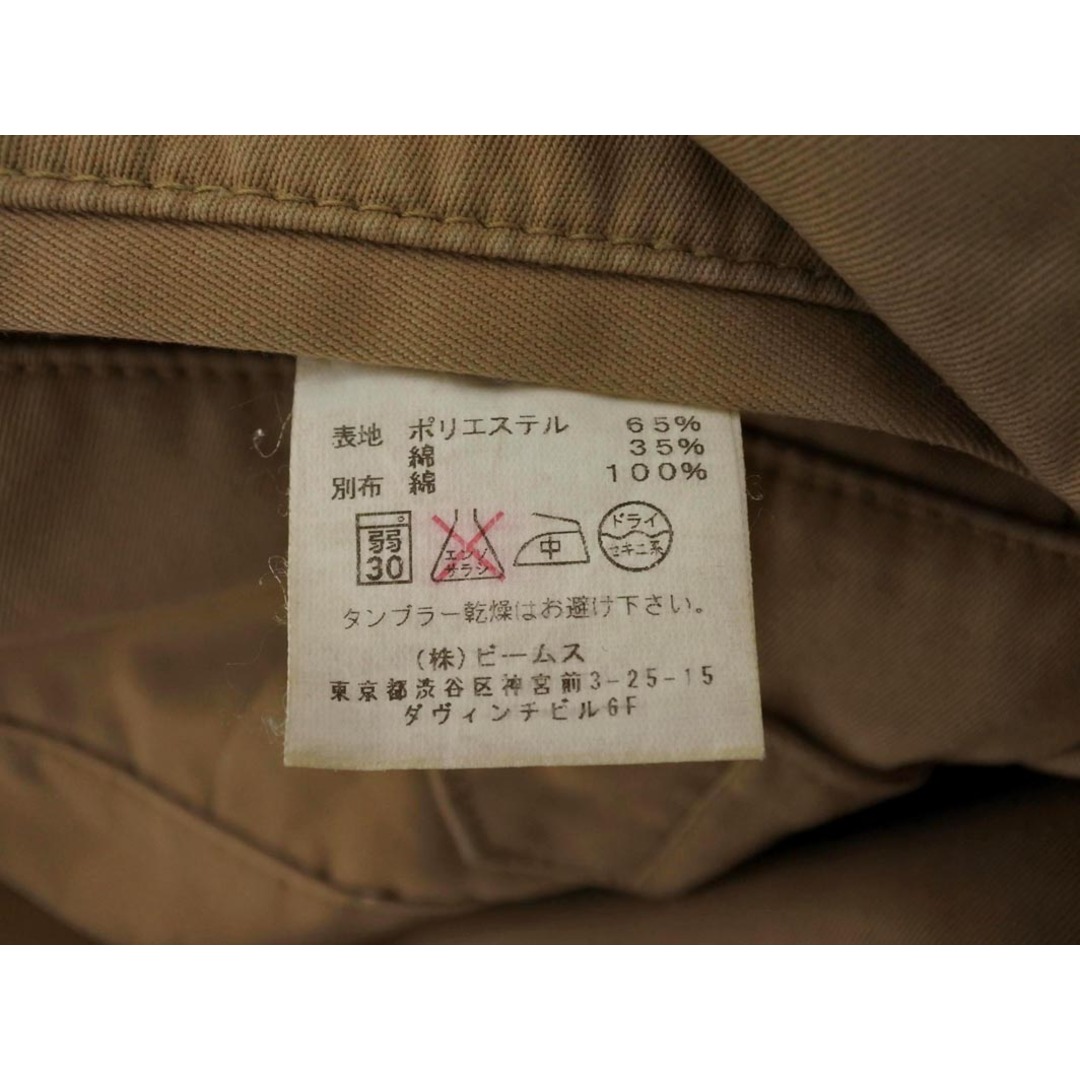 表地 ポリエステル 65%
綿 35%
別布 綿 100%
弱 30
エンソ サラシ
中
ドライ セキユ系
タンブラー乾燥はお避け下さい。
(株)ビームス
東京都渋谷区神宮前3-25-15
ダヴィンチビル6F